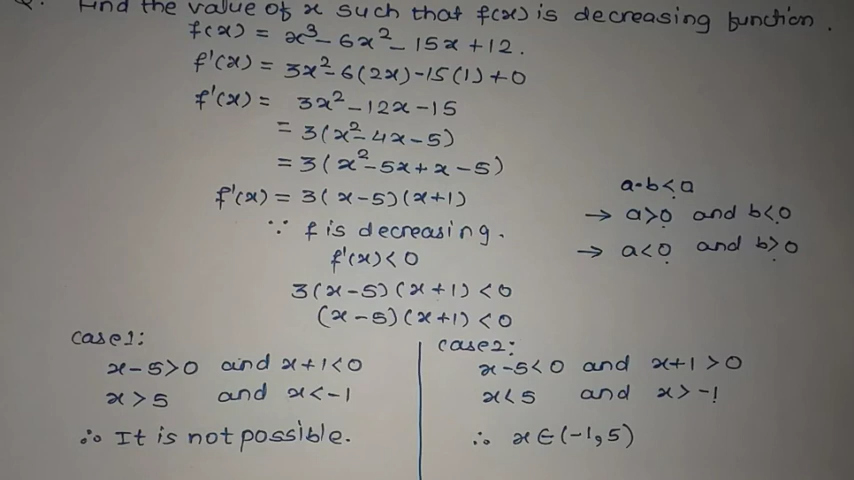 Find the value of x such that f(x) is decreasing function.
f(x) = x³ - 6x² - 15x + 12.
f'(x) = 3x² - 6(2x) - 15(1) + 0
f'(x) = 3x² - 12x - 15
= 3(x² - 4x - 5)
= 3(x² - 5x + x - 5)
f'(x) = 3(x-5)(x+1)
∵ f is decreasing.
f'(x) < 0
3(x-5)(x+1) < 0
(x-5)(x+1) < 0
a·b < 0
→ a>0 and b<0
→ a<0 and b>0
case1:
x-5>0 and x+1<0
x>5 and x<-1
∴ It is not possible.
case2:
x-5<0 and x+1>0
x<5 and x>-1
∴ x∈(-1,5)